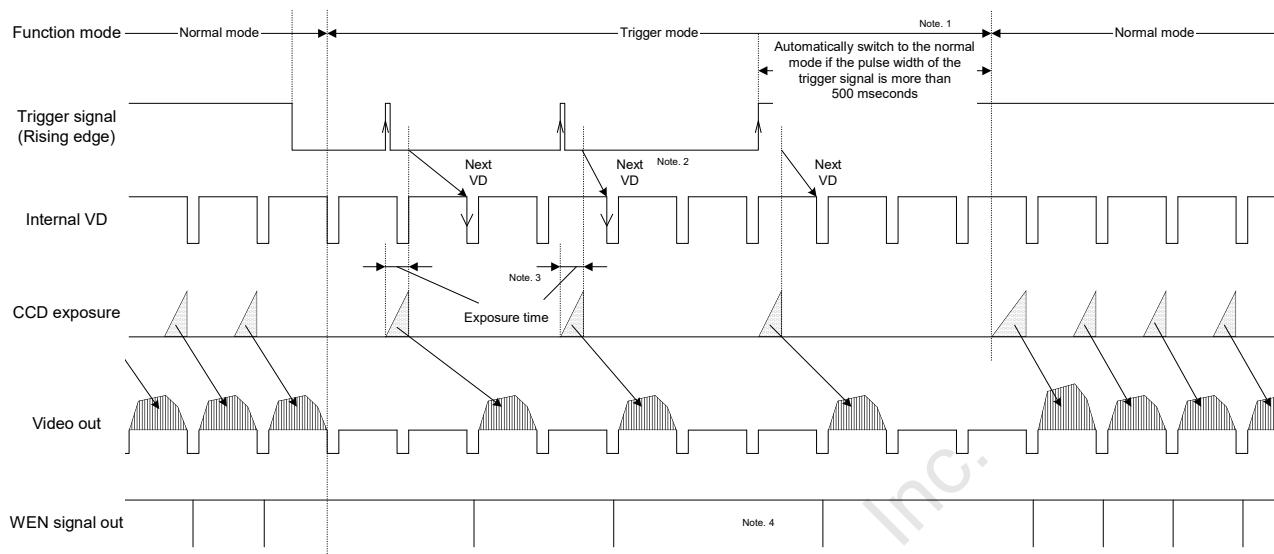 Note. 1
Function mode
Normal mode
Trigger mode
Normal mode
Automatically switch to the normal
mode if the pulse width of the
trigger signal is more than
500 mseconds
Trigger signal
(Rising edge)
Next
VD
Next
VD
Note. 2
Next
VD
Internal VD
Note. 3
CCD exposure
Exposure time
Video out
Inc.
WEN signal out
Note. 4